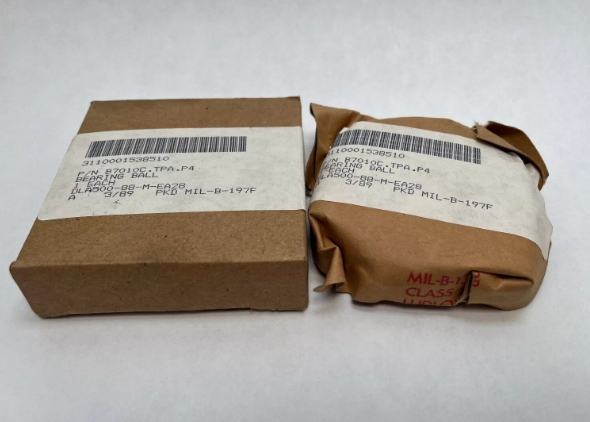 3110001538510
P/N B7010C.TPA.P4
BEARING BALL
1 EACH
DLA500-88-M-EA28
A 3/89 PKD MIL-B-197F
3110001538510
P/N B7010C.TPA.P4
BEARING BALL
EACH
DLA500-88-M-EA28
3/89 PKD MIL-B-197F
MIL-B-
CLASS